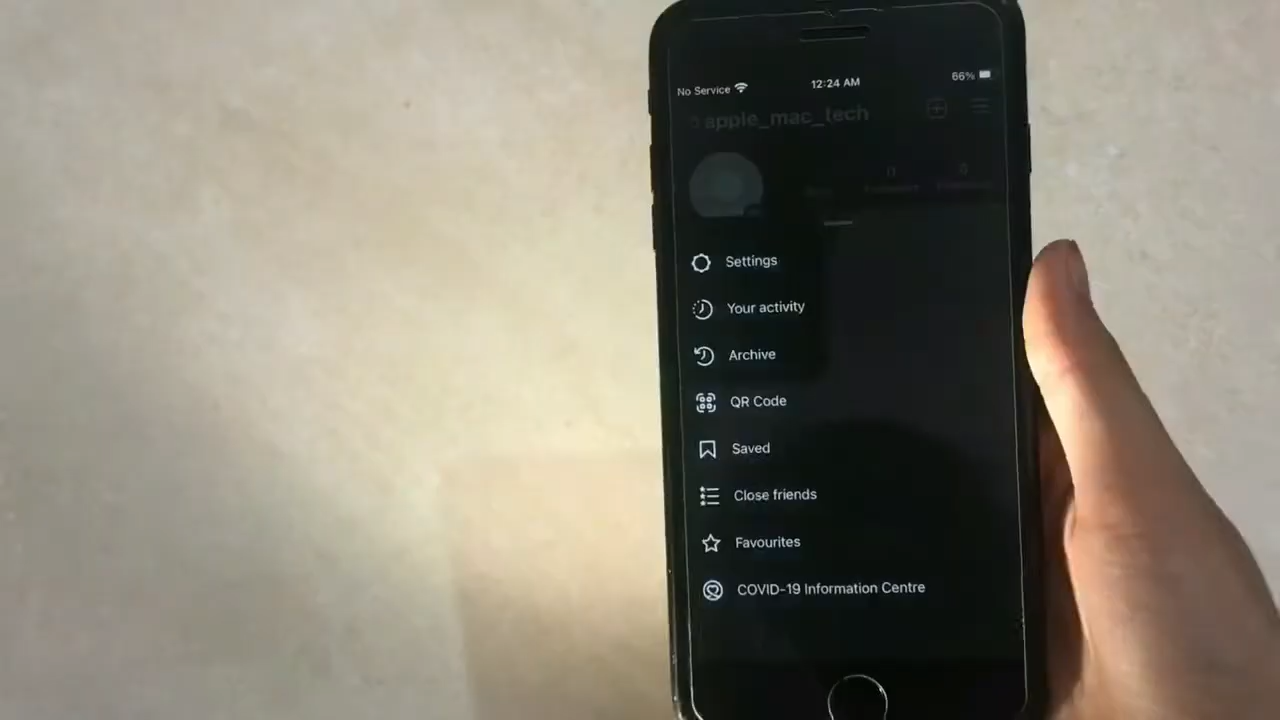 No Service 12:24 AM 66%
apple_mac_tech
Settings
Your activity
Archive
QR Code
Saved
Close friends
Favourites
COVID-19 Information Centre